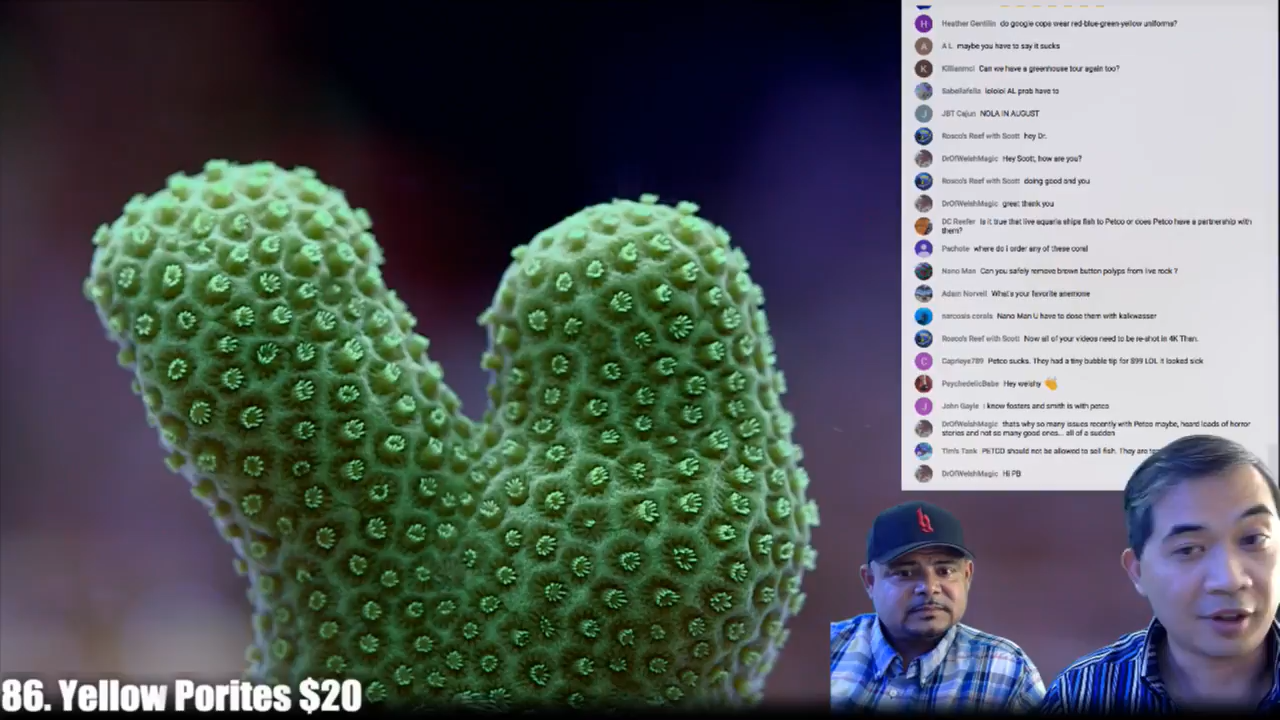 Heather Gentilin do google cops wear red-blue-green-yellow uniforms?
A L maybe you have to say it sucks
Killianmci Can we have a greenhouse tour again too?
Sabellafella lololol AL prob have to
JBT Cajun NOLA IN AUGUST
Rosco's Reef with Scott hey Dr.
DrOfWelshMagic Hey Scott, how are you?
Rosco's Reef with Scott doing good and you
DrOfWelshMagic great thank you
DC Reefer Is it true that live aquaria ships fish to Petco or does Petco have a partnership with
them?
Pachote where do i order any of these coral
Nano Man Can you safely remove brown button polyps from live rock ?
Adam Norvell What's your favorite anemone
narcosis corals Nano Man U have to dose them with kalkwasser
Rosco's Reef with Scott Now all of your videos need to be re-shot in 4K Then.
Caprieye789 Petco sucks. They had a tiny bubble tip for $99 LOL it looked sick
PsychedelicBabe Hey welshy
John Gayle i know fosters and smith is with petco
DrOfWelshMagic thats why so many issues recently with Petco maybe, heard loads of horror
stories and not so many good ones... all of a sudden
Tim's Tank PETCO should not be allowed to sell fish. They are
DrOfWelshMagic Hi PB
86. Yellow Porites $20